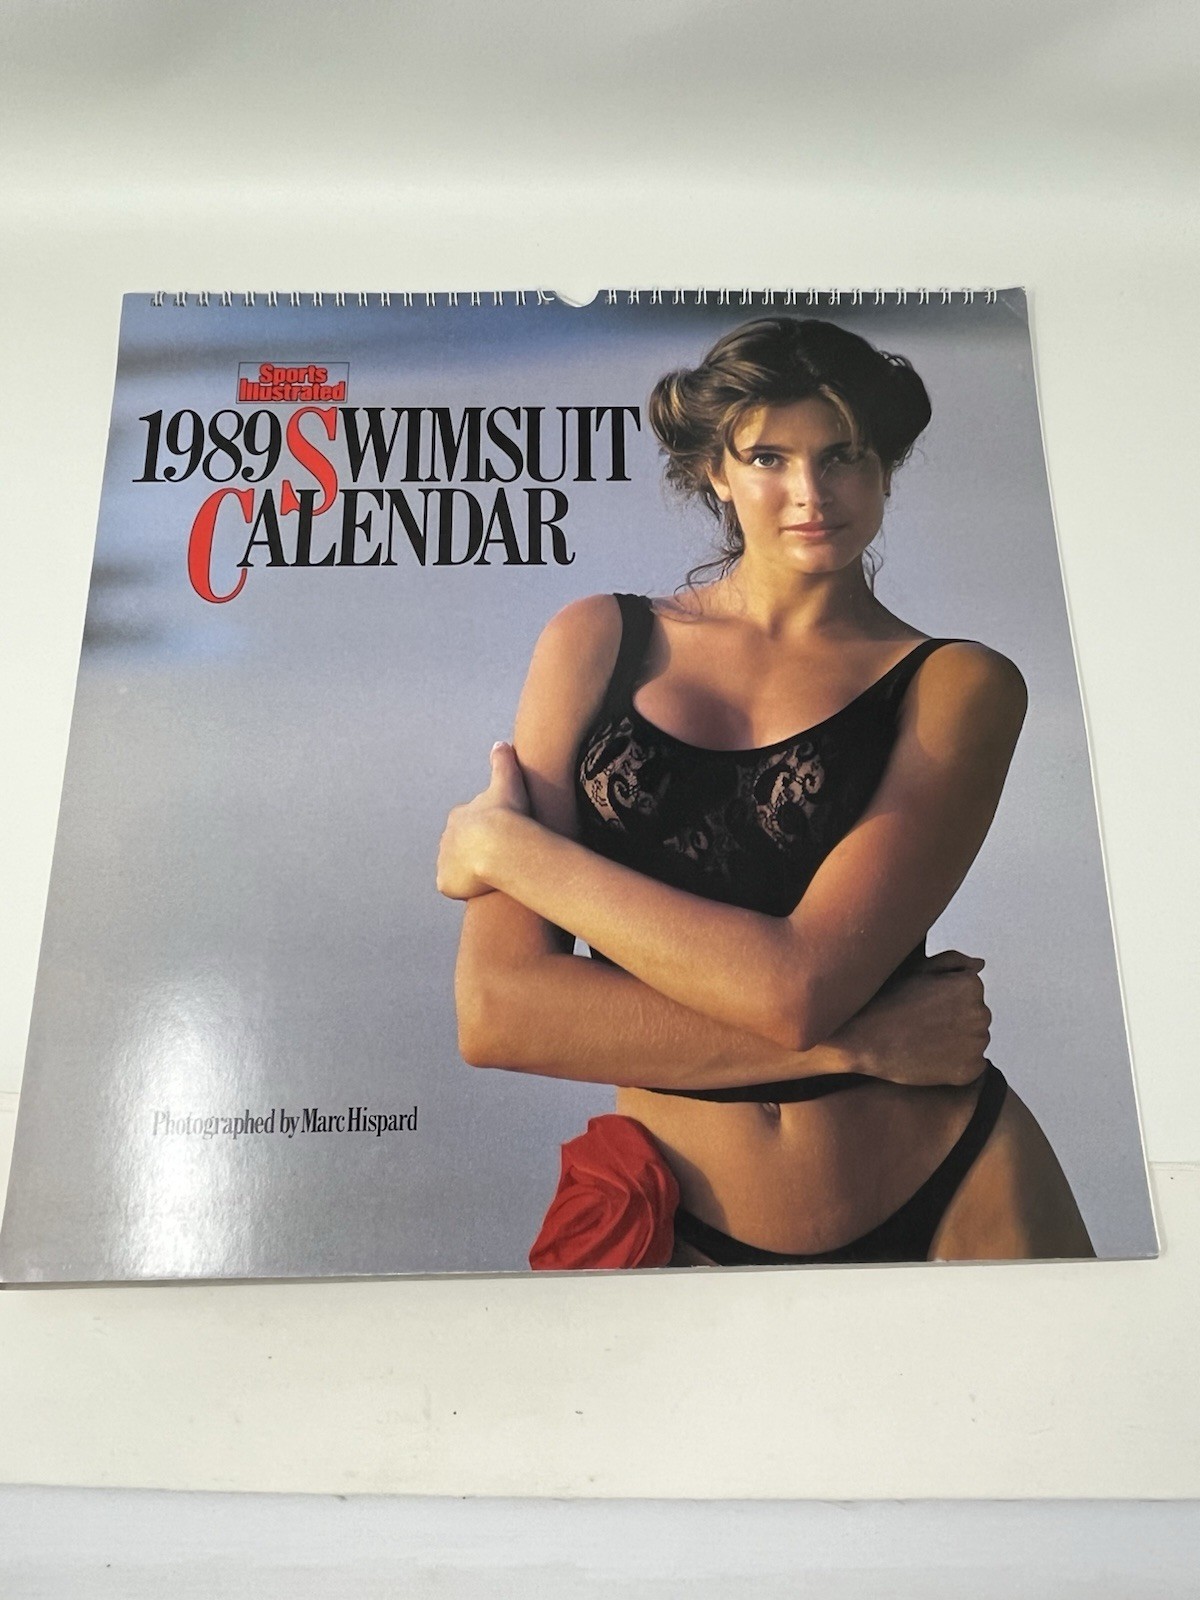 Sports
Illustrated
1989 SWIMSUIT
CALENDAR
Photographed by Marc Hispard